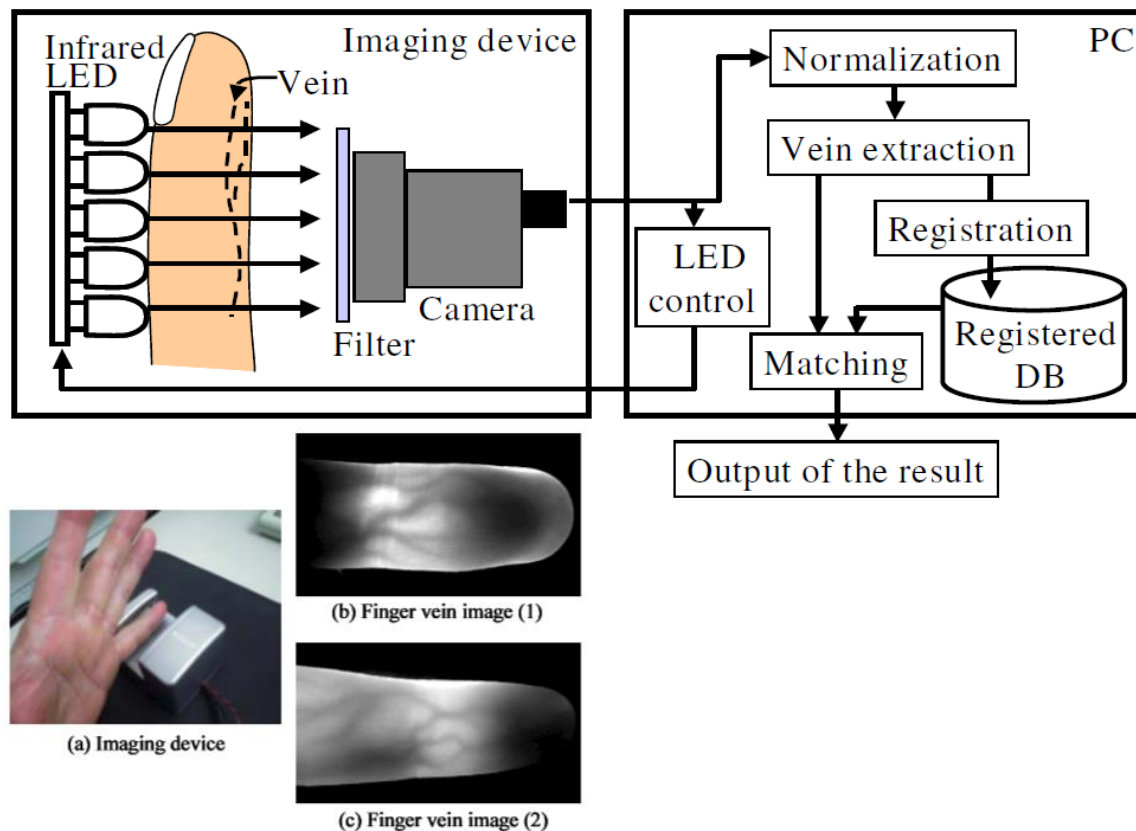 Infrared
LED
Vein
Imaging device
Filter
Camera
PC
Normalization
Vein extraction
Registration
LED
control
Registered
DB
Matching
Output of the result
(a) Imaging device
(b) Finger vein image (1)
(c) Finger vein image (2)